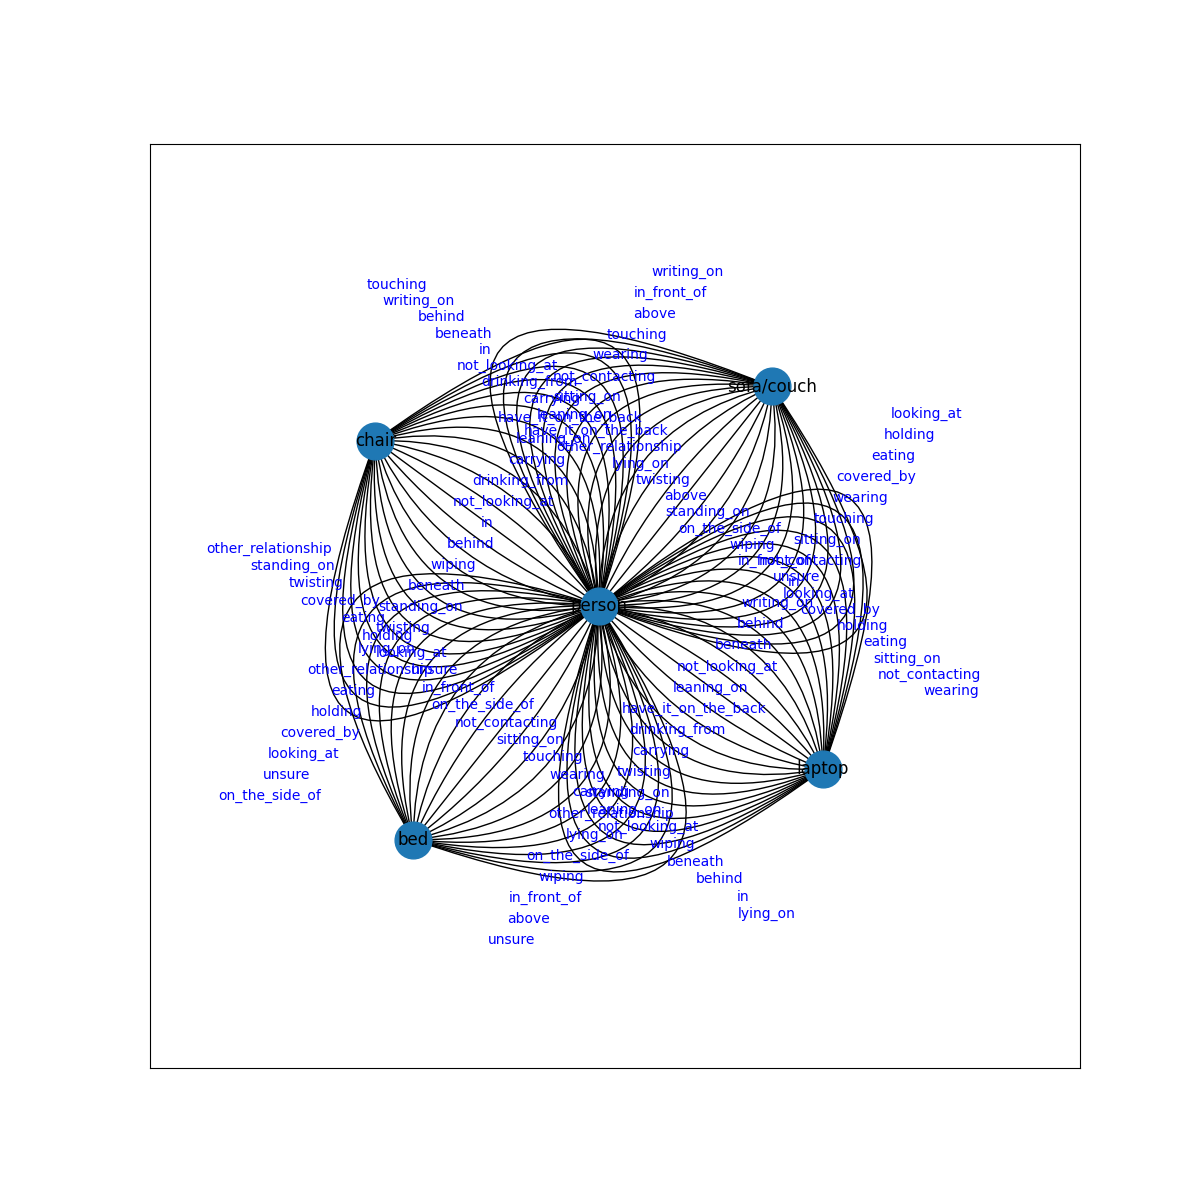 writing_on
touching
in_front_of
writing_on
above
behind
beneath
touching
in
wearing
not_looking_at
not_contacting
drinking_from
sofa/couch
carrying
sitting_on
have_it_on_the_back
leaning_on
looking_at
have_it_on_the_back
holding
leaning_on
chair
other_relationship
eating
carrying
lying_on
drinking_from
twisting
covered_by
not_looking_at
above
wearing
in
standing_on
touching
behind
on_the_side_of
sitting_on
other_relationship
wiping
standing_on
wiping
in_front_of
not_contacting
twisting
beneath
unsure
in
looking_at
covered_by
standing_on
person
writing_on
covered_by
eating
twisting
behind
holding
holding
eating
lying_on
looking_at
beneath
sitting_on
other_relationship
unsure
not_looking_at
not_contacting
eating
in_front_of
leaning_on
wearing
holding
on_the_side_of
have_it_on_the_back
covered_by
not_contacting
drinking_from
looking_at
sitting_on
carrying
unsure
touching
twisting
laptop
on_the_side_of
wearing
carrying
standing_on
leaning_on
other_relationship
not_looking_at
bed
lying_on
wiping
on_the_side_of
beneath
wiping
behind
in_front_of
in
above
lying_on
unsure